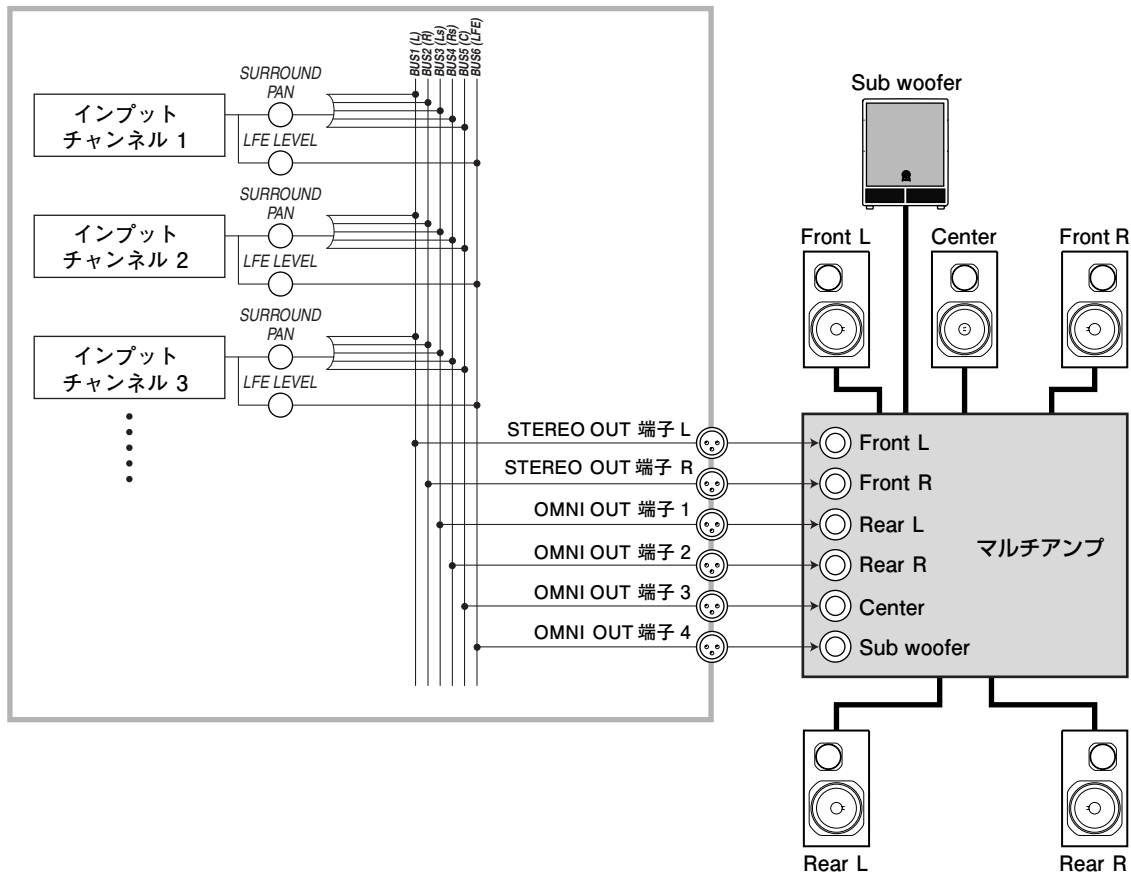 BUS1 (L)
BUS2 (R)
BUS3 (Ls)
BUS4 (Rs)
BUS5 (C)
BUS6 (LFE)
SURROUND
PAN
インプット
チャンネル 1
LFE LEVEL
SURROUND
PAN
インプット
チャンネル 2
LFE LEVEL
SURROUND
PAN
インプット
チャンネル 3
LFE LEVEL
STEREO OUT 端子 L
STEREO OUT 端子 R
OMNI OUT 端子 1
OMNI OUT 端子 2
OMNI OUT 端子 3
OMNI OUT 端子 4
Sub woofer
Front L
Center
Front R
Front L
Front R
Rear L
Rear R
Center
Sub woofer
マルチアンプ
Rear L
Rear R